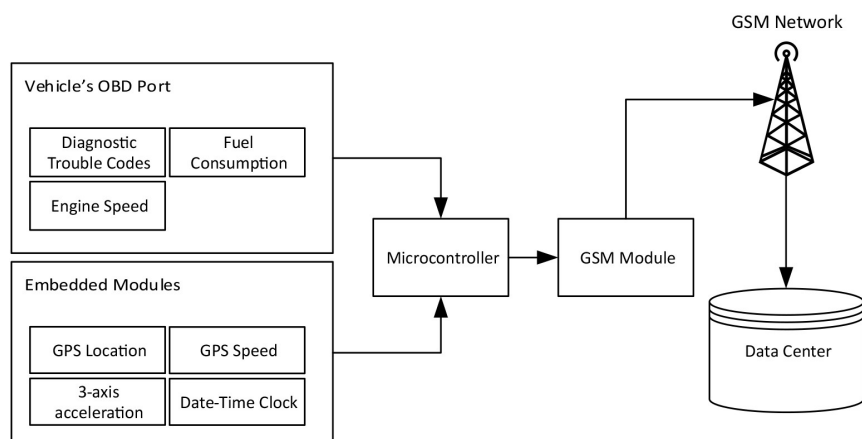 GSM Network
Vehicle's OBD Port
Diagnostic
Trouble Codes
Fuel
Consumption
Engine Speed
Microcontroller
GSM Module
Embedded Modules
GPS Location
GPS Speed
3-axis
acceleration
Date-Time Clock
Data Center